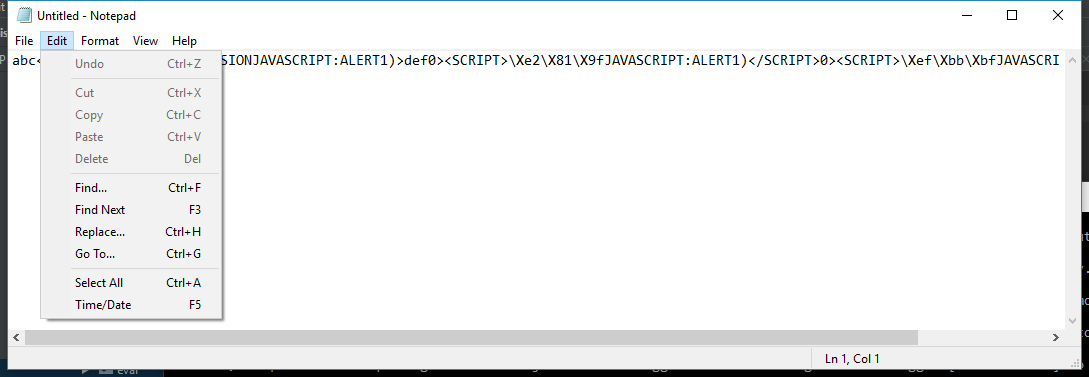 Untitled - Notepad
File Edit Format View Help
abc< SIONJAVASCRIPT:ALERT1)>def0><SCRIPT>\Xe2\X81\X9fJAVASCRIPT:ALERT1)</SCRIPT>0><SCRIPT>\Xef\Xbb\XbfJAVASCRI
Undo Ctrl+Z
Cut Ctrl+X
Copy Ctrl+C
Paste Ctrl+V
Delete Del
Find... Ctrl+F
Find Next F3
Replace... Ctrl+H
Go To... Ctrl+G
Select All Ctrl+A
Time/Date F5
Ln 1, Col 1
eval